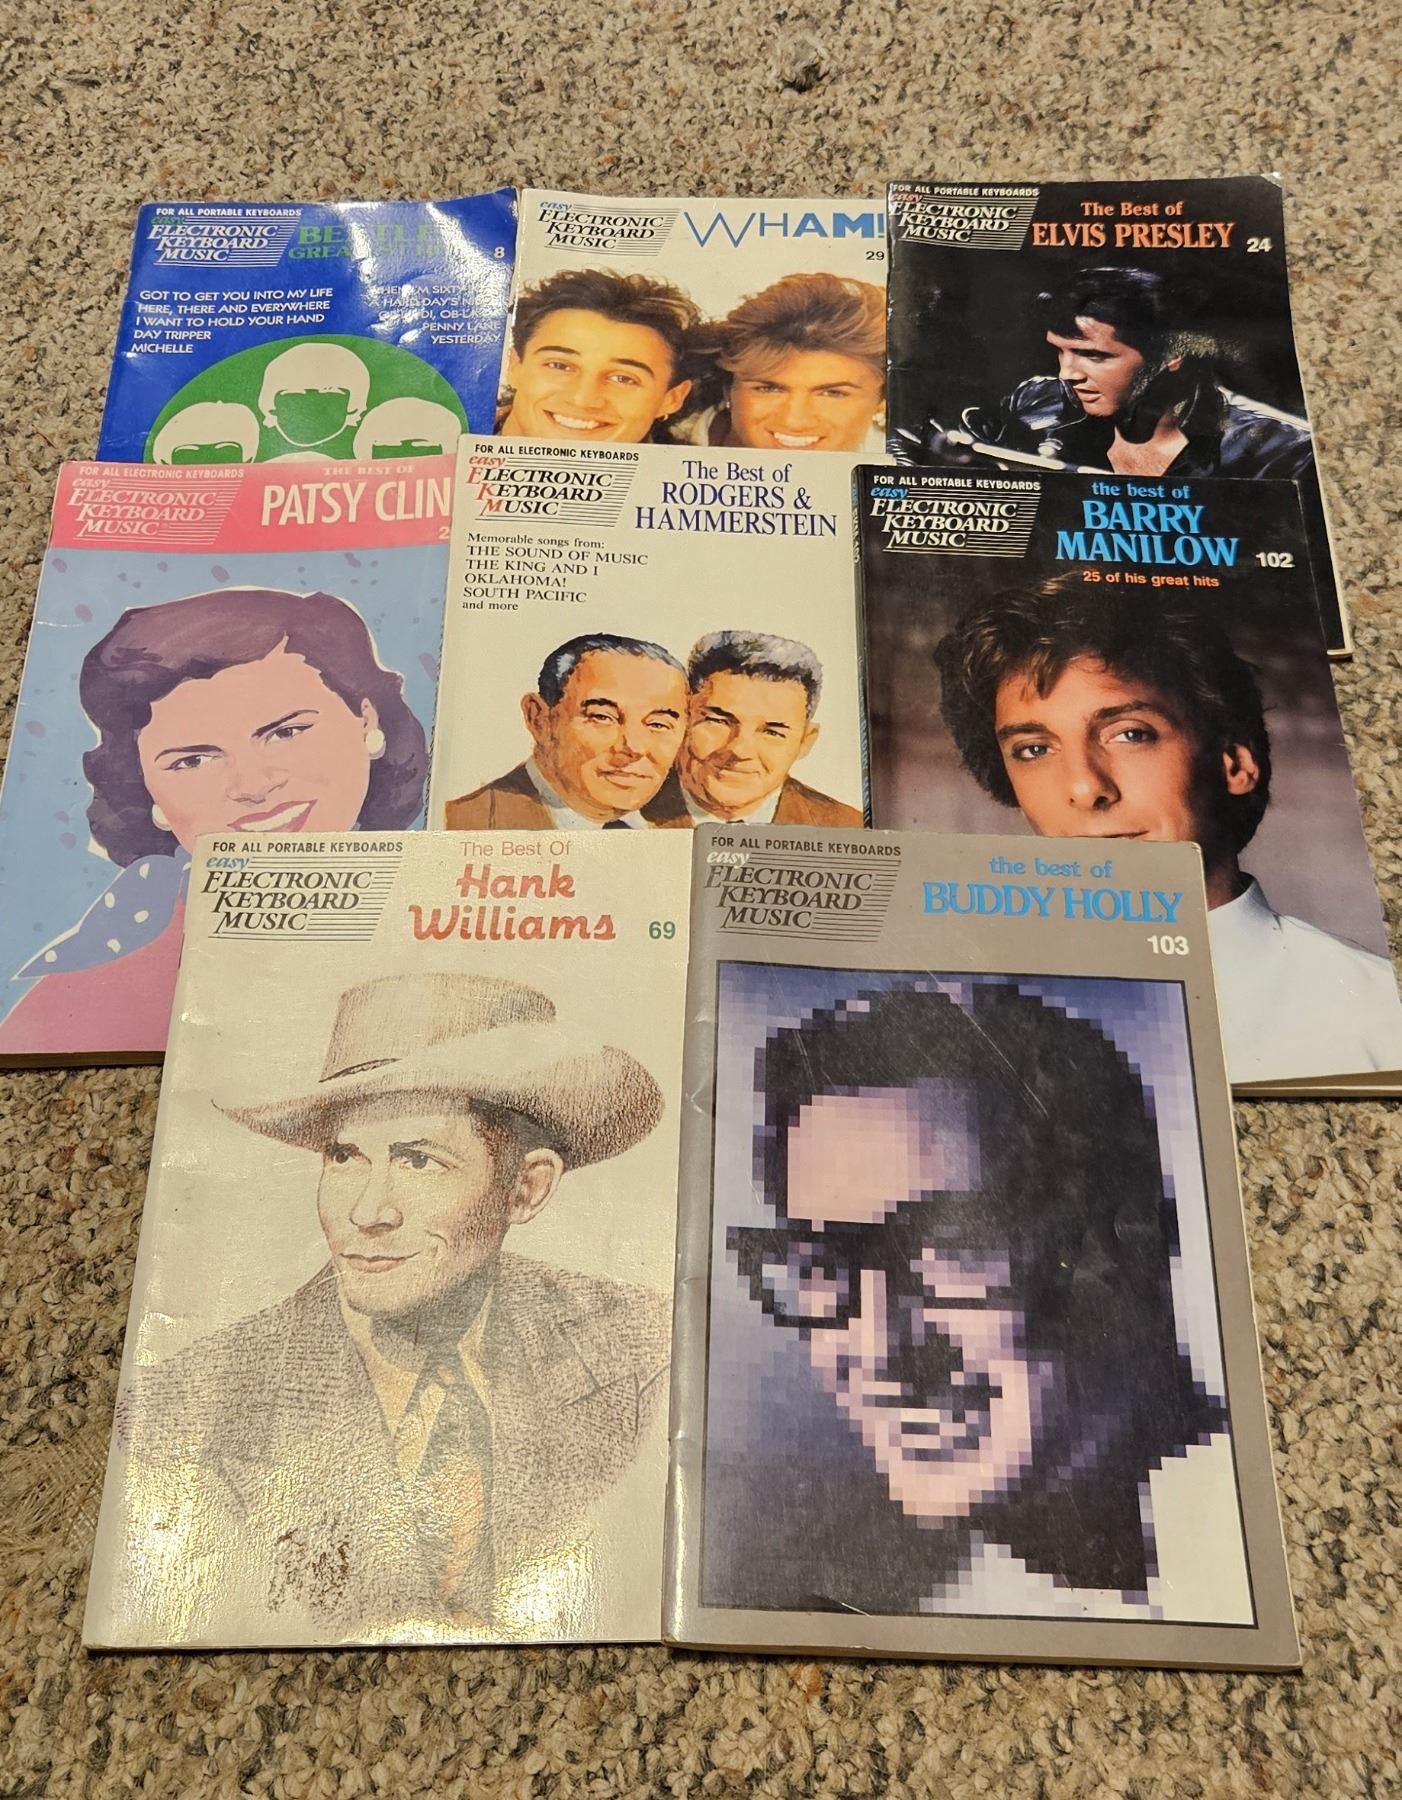 FOR ALL PORTABLE KEYBOARDS
easy
ELECTRONIC
KEYBOARD
MUSIC
GREATEST
8
GOT TO GET YOU INTO MY LIFE
HERE, THERE AND EVERYWHERE
I WANT TO HOLD YOUR HAND
DAY TRIPPER
MICHELLE
A HARD DAY'S
PENNY LANE
YESTERDAY
easy
ELECTRONIC
KEYBOARD
MUSIC
WHAM!
29
FOR ALL PORTABLE KEYBOARDS
easy
ELECTRONIC
KEYBOARD
MUSIC
The Best of
ELVIS PRESLEY
24
FOR ALL ELECTRONIC KEYBOARDS
easy
ELECTRONIC
KEYBOARD
MUSIC
THE BEST OF
PATSY CLIN
2
FOR ALL ELECTRONIC KEYBOARDS
easy
ELECTRONIC
KEYBOARD
MUSIC
The Best of
RODGERS &
HAMMERSTEIN
Memorable songs from:
THE SOUND OF MUSIC
THE KING AND I
OKLAHOMA!
SOUTH PACIFIC
and more
FOR ALL PORTABLE KEYBOARDS
easy
ELECTRONIC
KEYBOARD
MUSIC
the best of
BARRY
MANILOW
102
25 of his great hits
FOR ALL PORTABLE KEYBOARDS
easy
ELECTRONIC
KEYBOARD
MUSIC
The Best Of
Hank
Williams
69
FOR ALL PORTABLE KEYBOARDS
easy
ELECTRONIC
KEYBOARD
MUSIC
the best of
BUDDY HOLLY
103